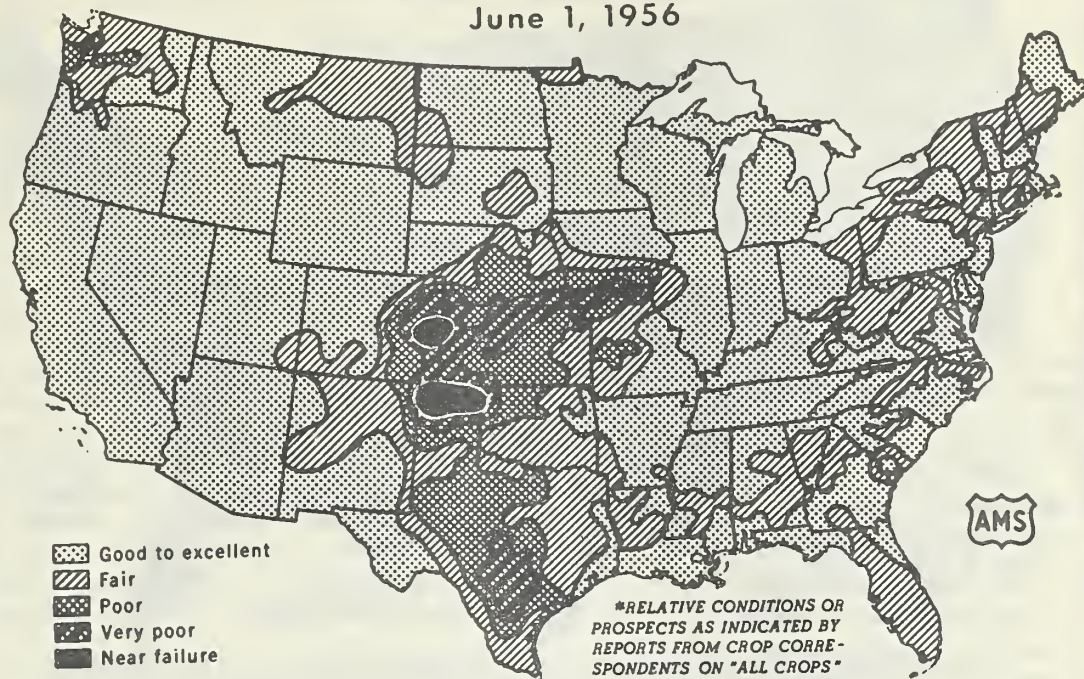 June 1, 1956
Good to excellent
Fair
Poor
Very poor
Near failure
*RELATIVE CONDITIONS OR
PROSPECTS AS INDICATED BY
REPORTS FROM CROP CORRE-
SPONDENTS ON "ALL CROPS"
AMS